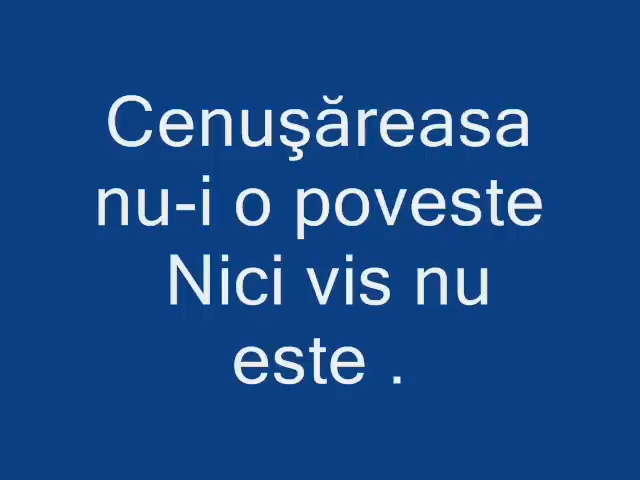 Cenuşăreasa
nu-i o poveste
Nici vis nu
este .